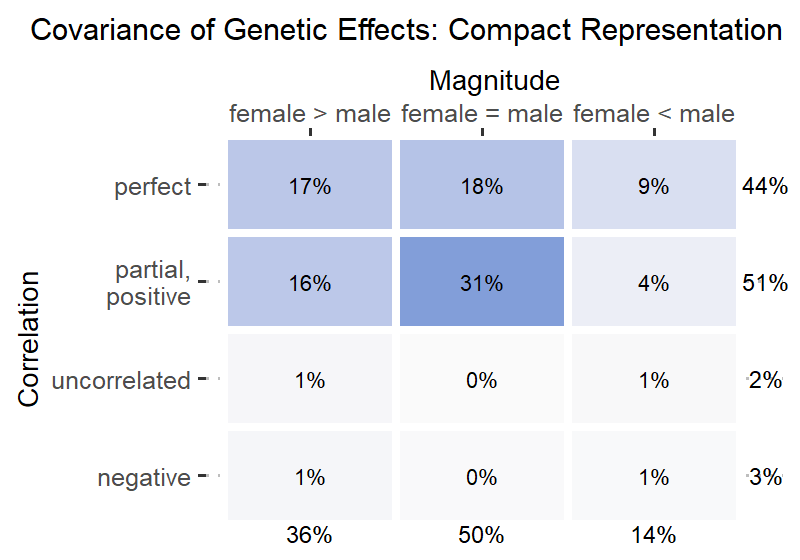 Covariance of Genetic Effects: Compact Representation
Magnitude
female > male female = male female < male
perfect 17% 18% 9% 44%
partial,
positive 16% 31% 4% 51%
uncorrelated 1% 0% 1% 2%
negative 1% 0% 1% 3%
36% 50% 14%
Correlation